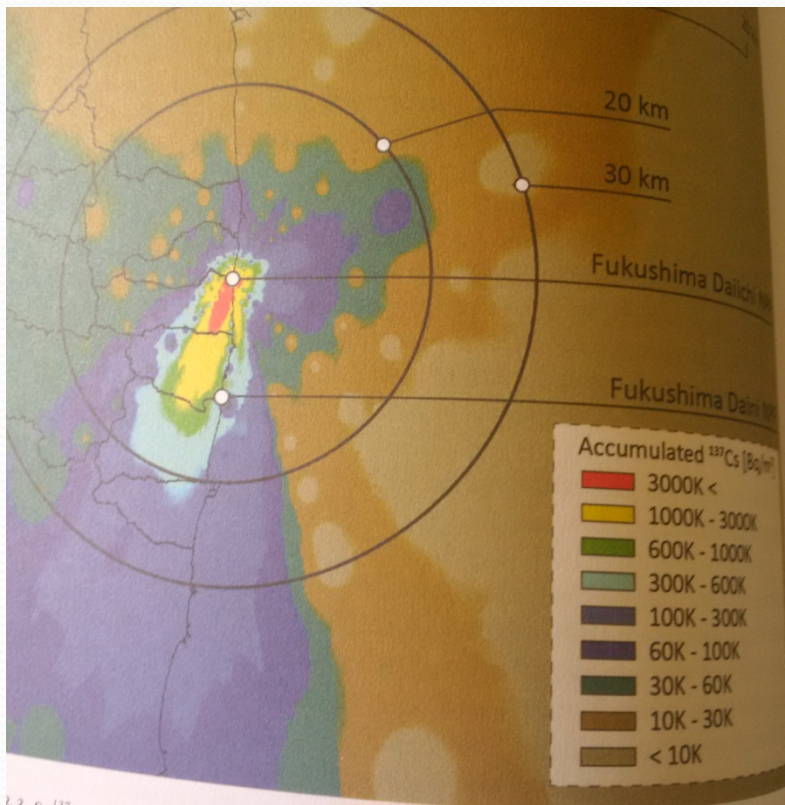 20 km
30 km
Fukushima Daiichi
Fukushima Daini
Accumulated ¹³⁷Cs [Bq/m²]
3000K <
1000K - 3000K
600K - 1000K
300K - 600K
100K - 300K
60K - 100K
30K - 60K
10K - 30K
< 10K